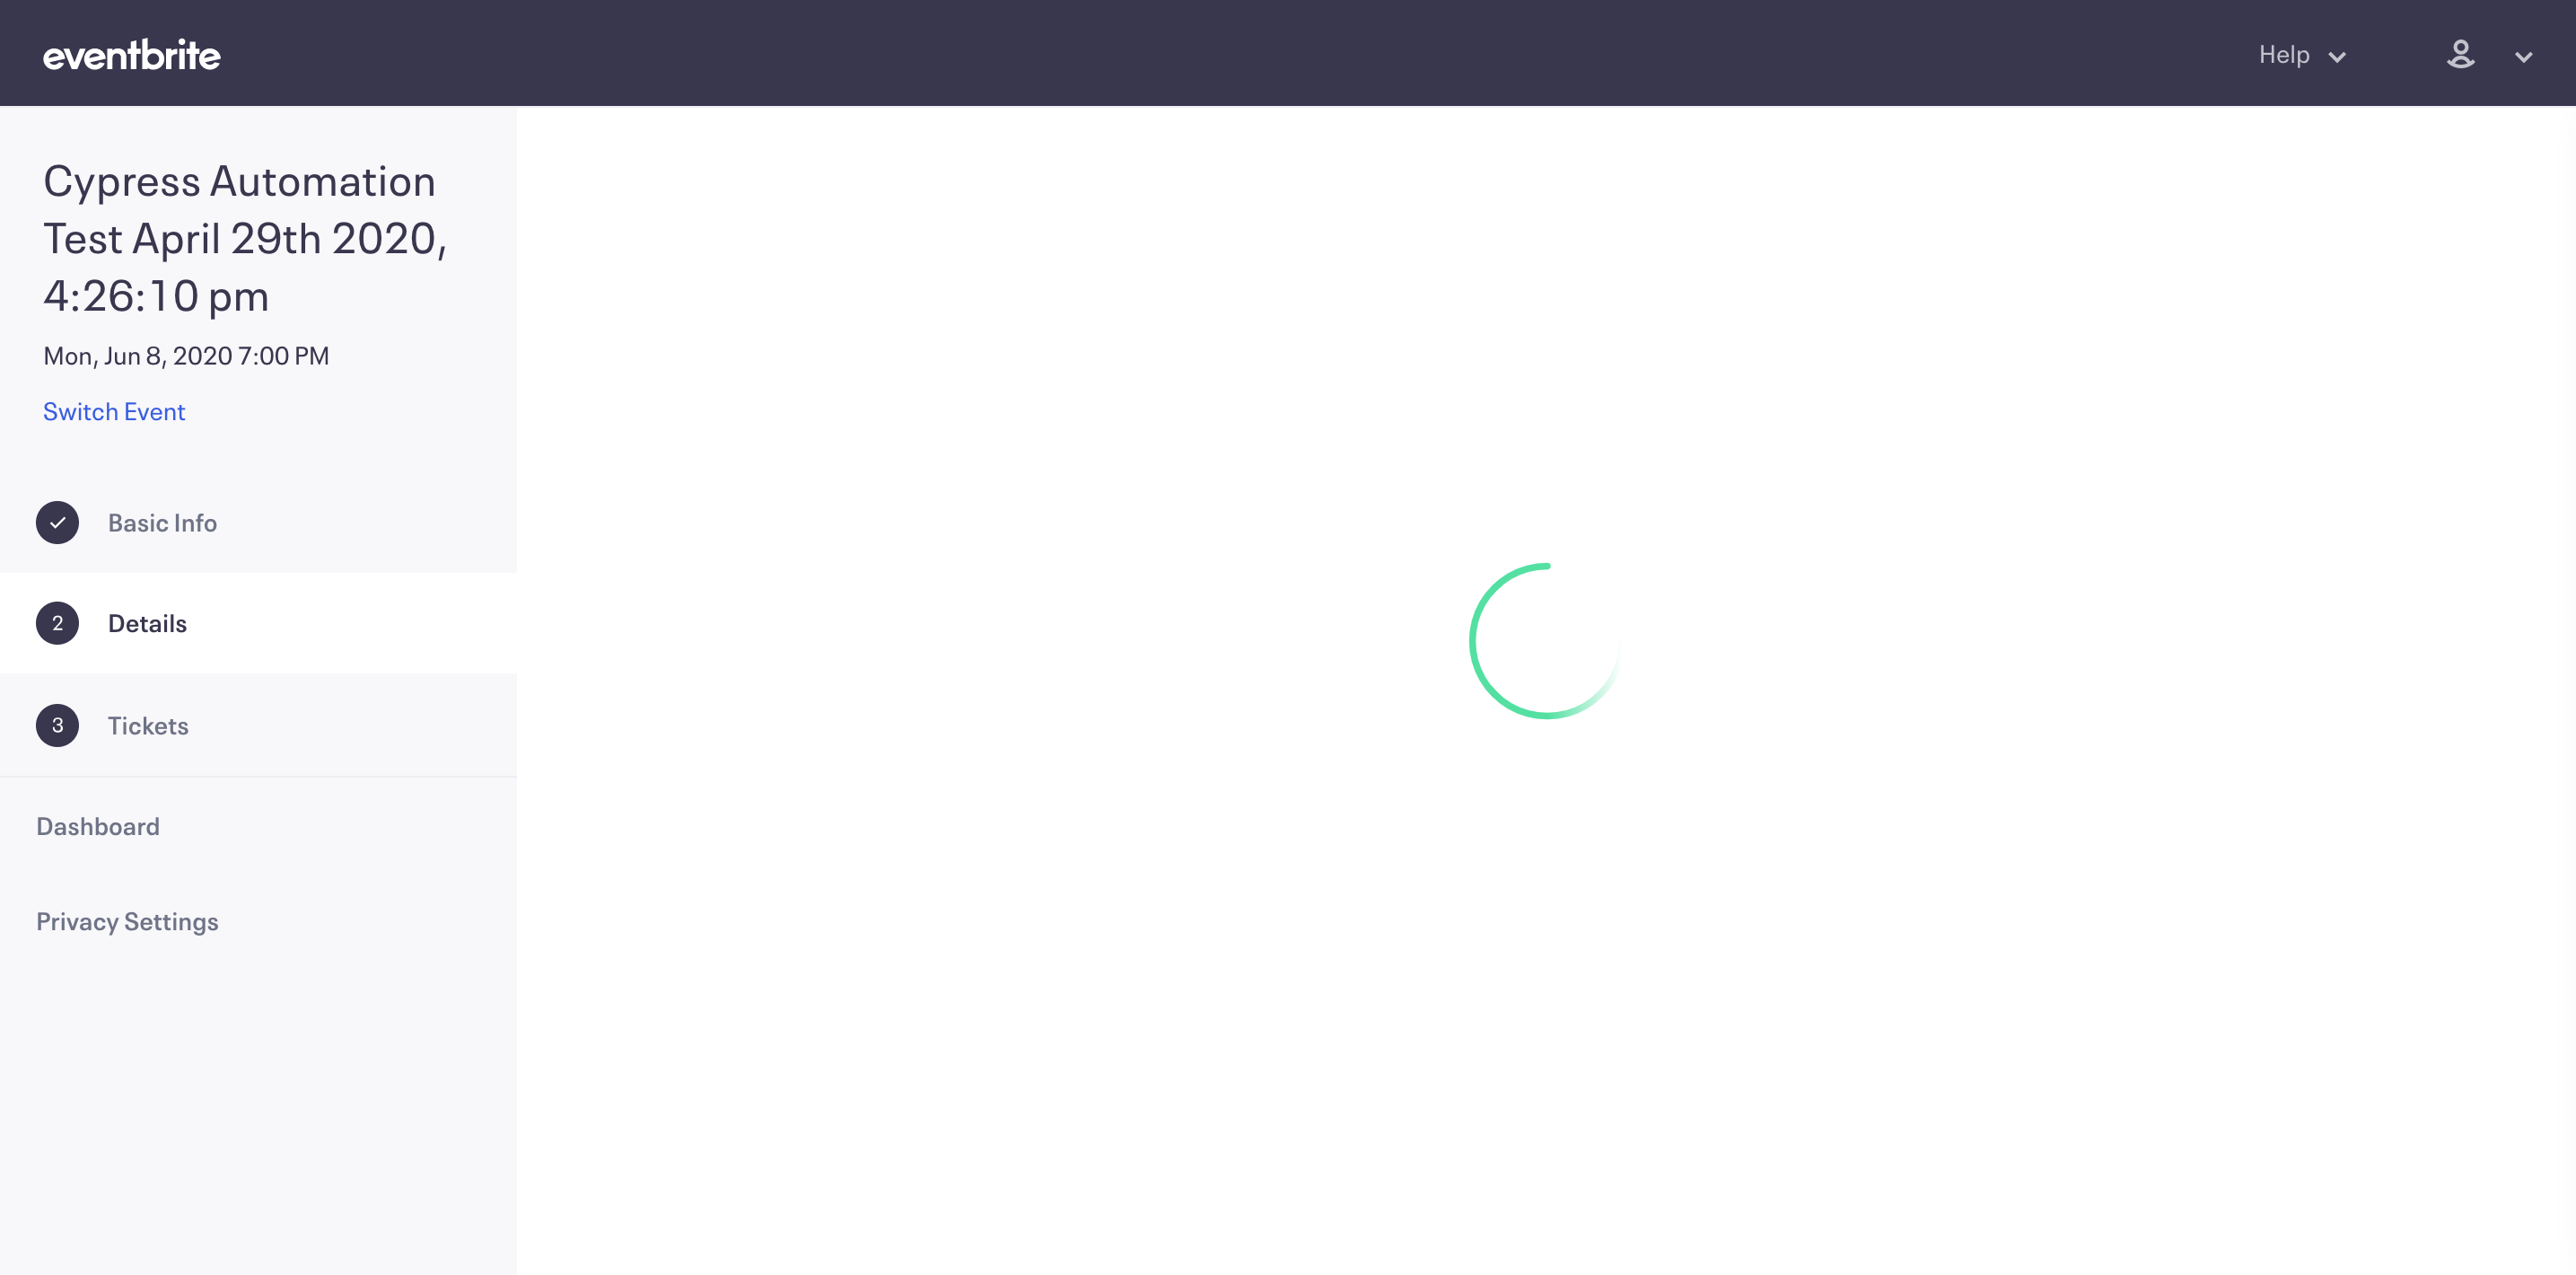 eventbrite
Help
Cypress Automation
Test April 29th 2020,
4:26:10 pm
Mon, Jun 8, 2020 7:00 PM
Switch Event
Basic Info
2 Details
3 Tickets
Dashboard
Privacy Settings